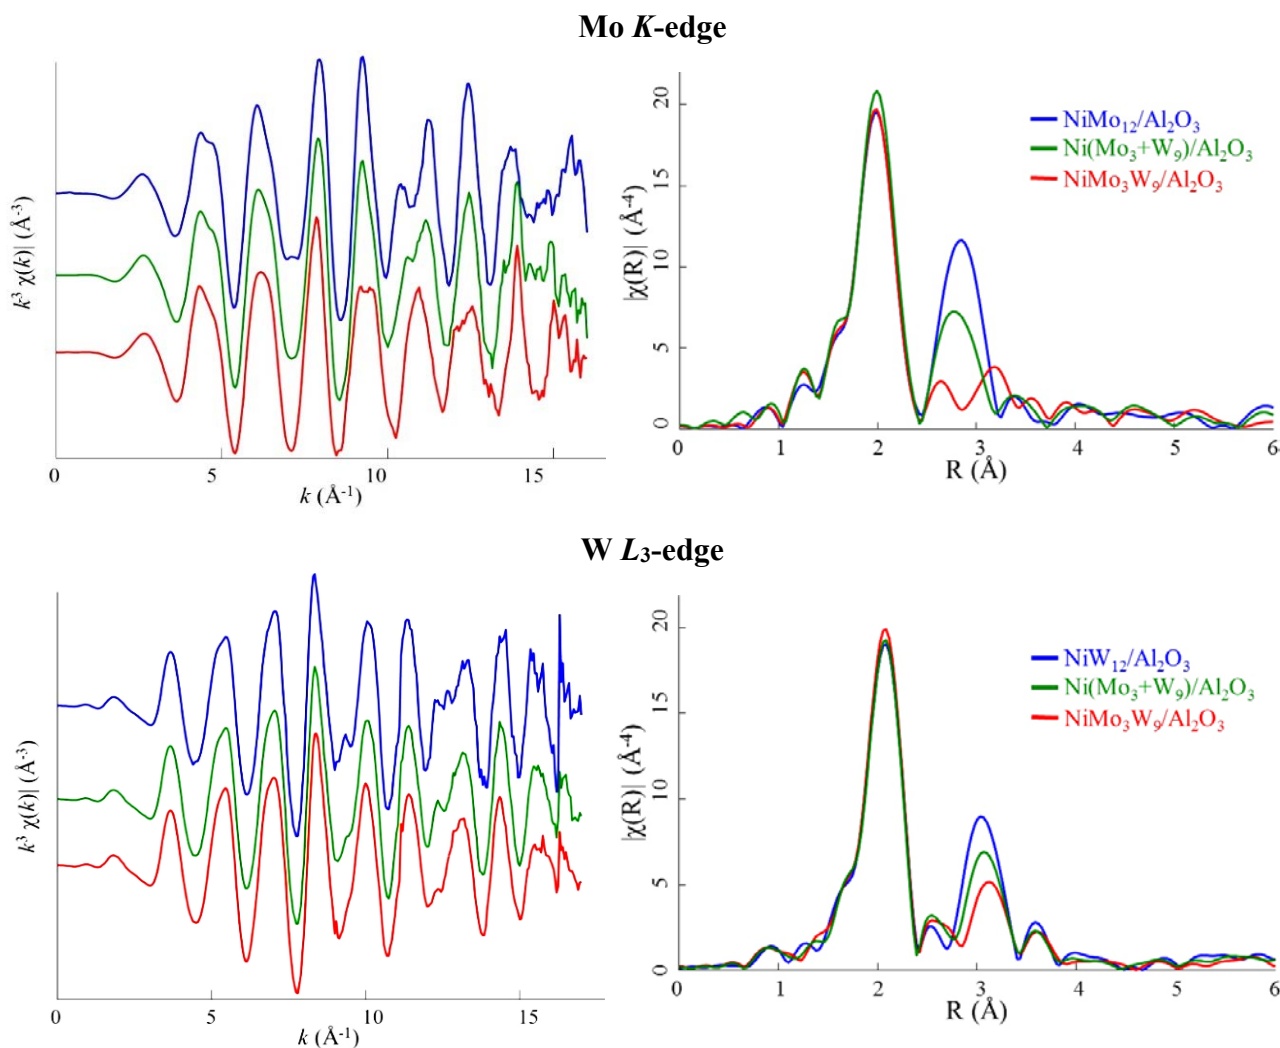 Mo K-edge
k³ χ(k)| (Å⁻³)
0 5 10 15
k (Å⁻¹)
|χ(R)| (Å⁻⁴)
20
15
10
5
0
0 1 2 3 4 5 6
R (Å)
NiMo₁₂/Al₂O₃
Ni(Mo₃+W₉)/Al₂O₃
NiMo₃W₉/Al₂O₃
W L₃-edge
k³ χ(k)| (Å⁻³)
0 5 10 15
k (Å⁻¹)
|χ(R)| (Å⁻⁴)
20
15
10
5
0
0 1 2 3 4 5 6
R (Å)
NiW₁₂/Al₂O₃
Ni(Mo₃+W₉)/Al₂O₃
NiMo₃W₉/Al₂O₃